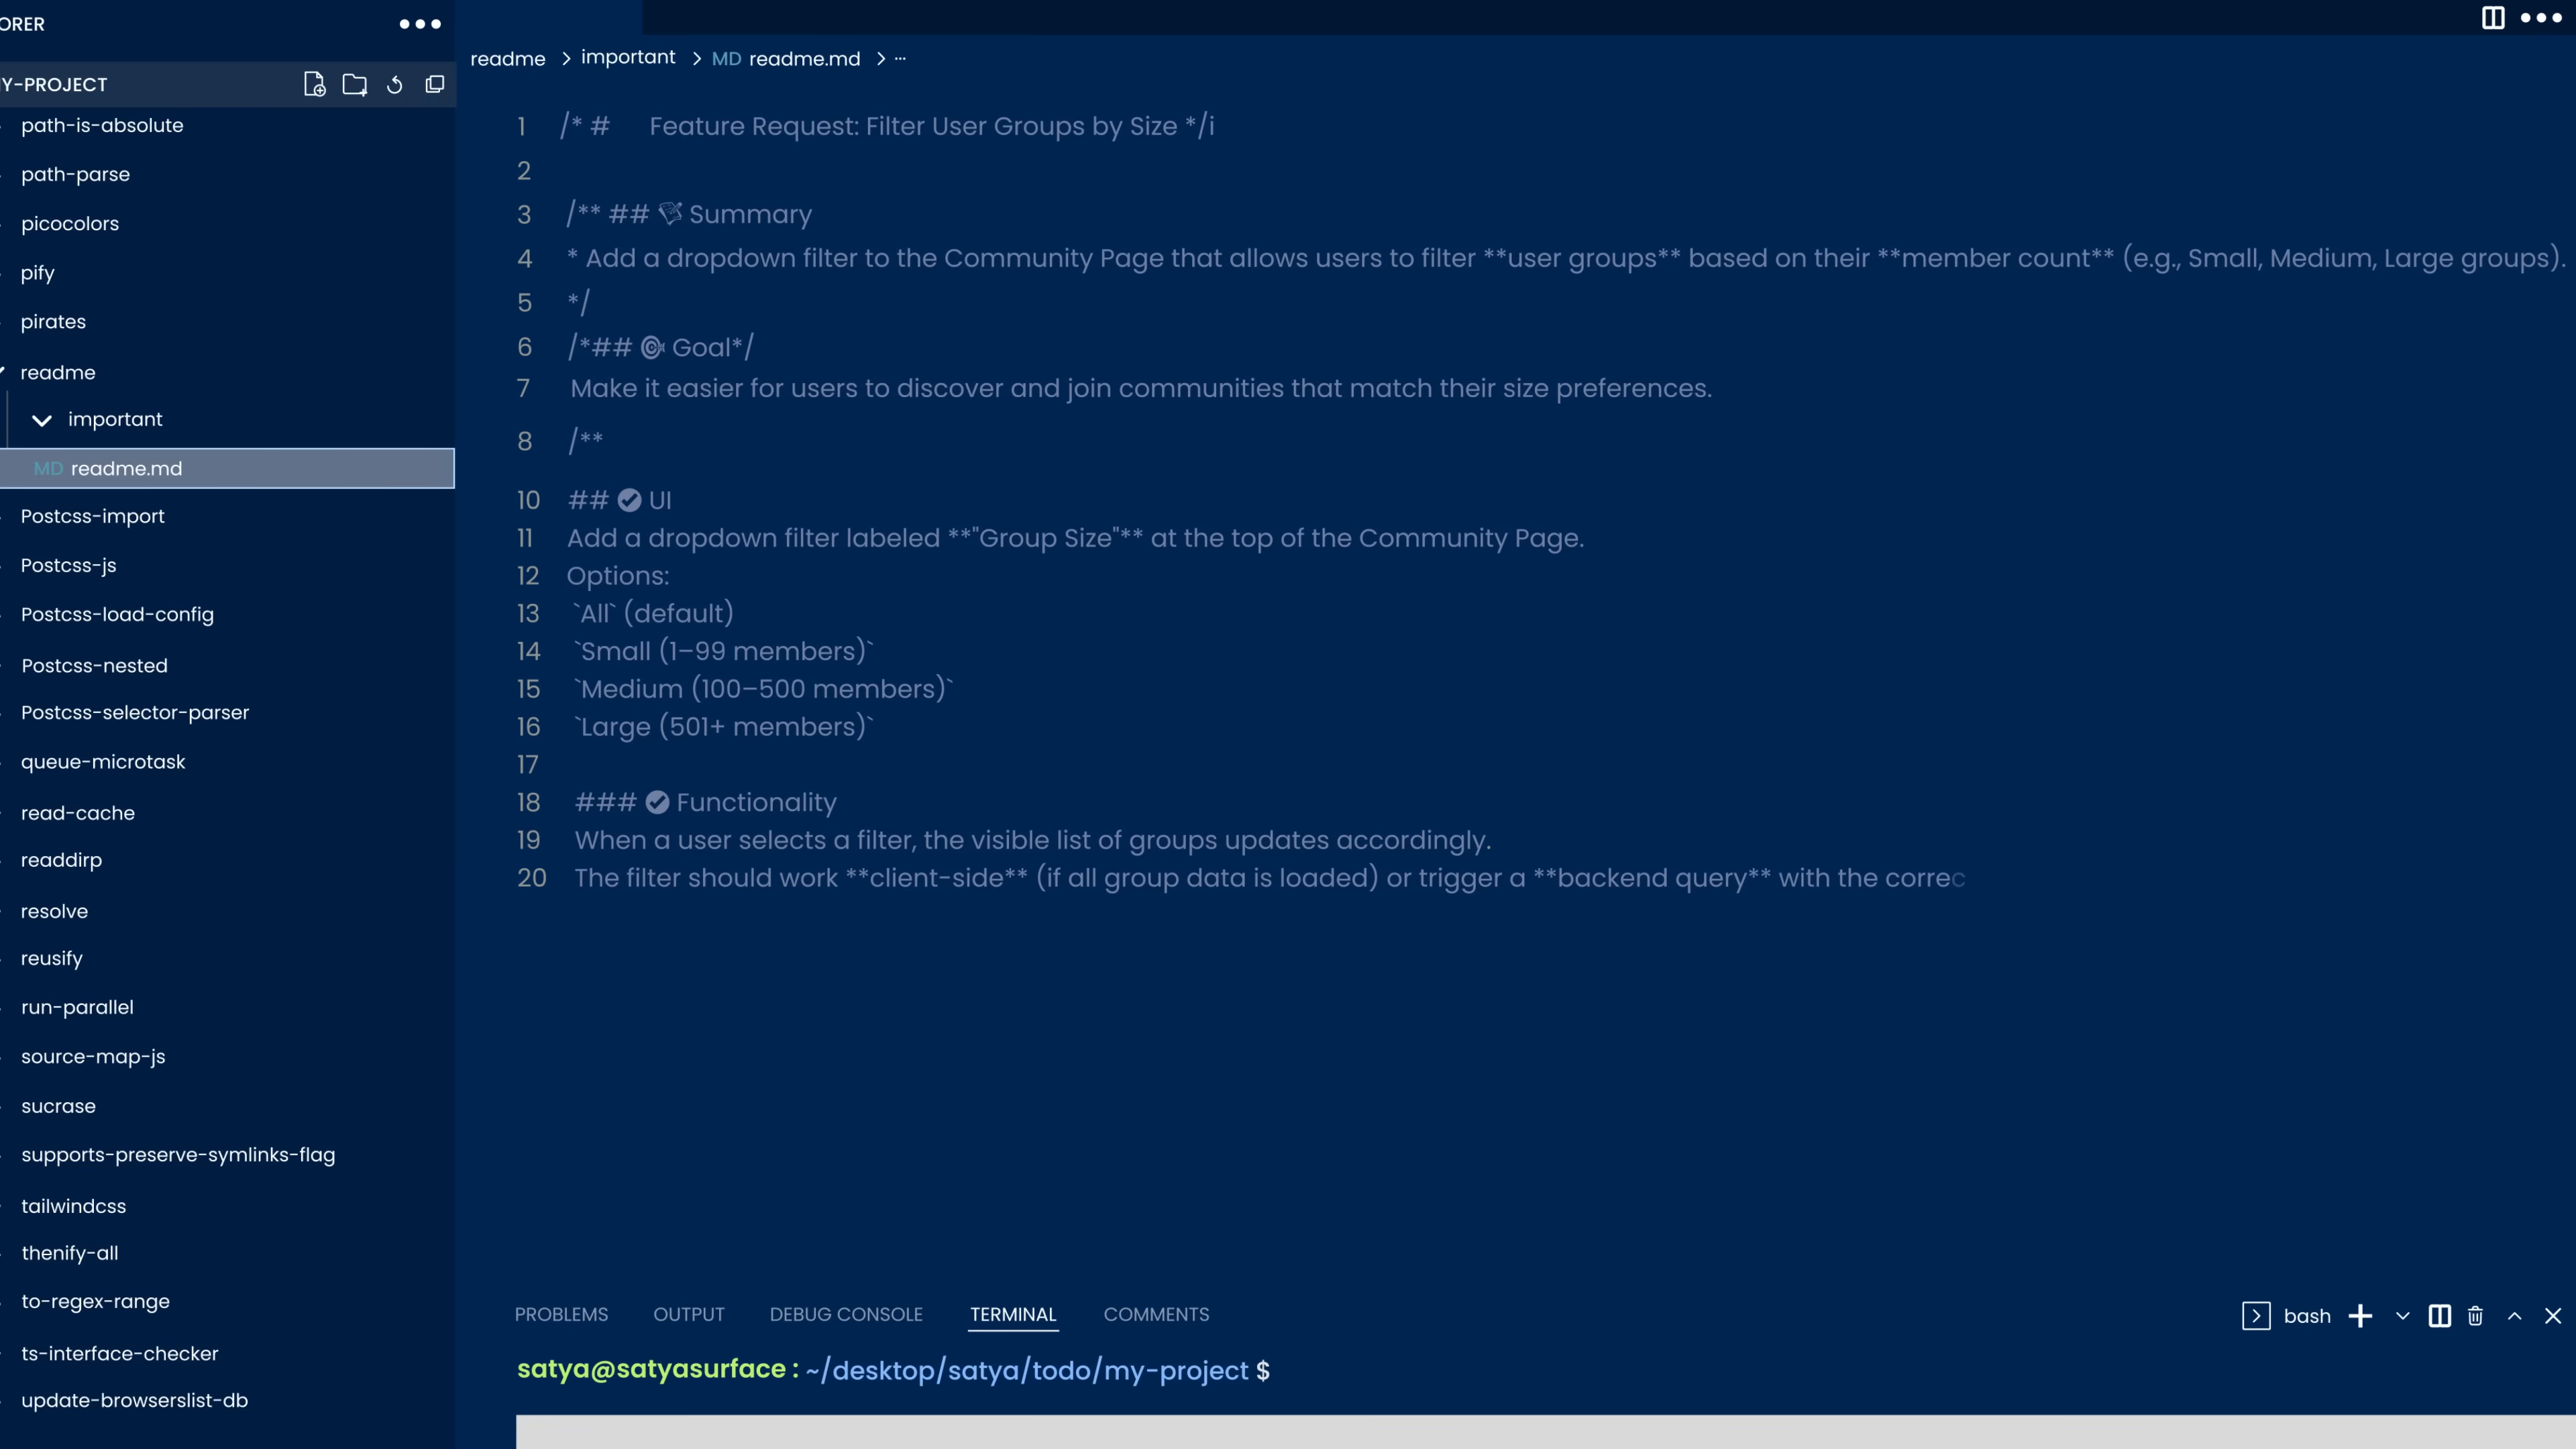 ORER
Y-PROJECT
path-is-absolute
path-parse
picocolors
pify
pirates
readme
important
MD readme.md
Postcss-import
Postcss-js
Postcss-load-config
Postcss-nested
Postcss-selector-parser
queue-microtask
read-cache
readdirp
resolve
reusify
run-parallel
source-map-js
sucrase
supports-preserve-symlinks-flag
tailwindcss
thenify-all
to-regex-range
ts-interface-checker
update-browserslist-db
readme > important > MD readme.md > ...
1 /* # Feature Request: Filter User Groups by Size */i
2
3 /** ## 📝 Summary
4 * Add a dropdown filter to the Community Page that allows users to filter **user groups** based on their **member count** (e.g., Small, Medium, Large groups).
5 */
6 /*## 🎯 Goal*/
7 Make it easier for users to discover and join communities that match their size preferences.
8 /**
10 ## ✅ UI
11 Add a dropdown filter labeled **"Group Size"** at the top of the Community Page.
12 Options:
13 `All` (default)
14 `Small (1–99 members)`
15 `Medium (100–500 members)`
16 `Large (501+ members)`
17
18 ### ✅ Functionality
19 When a user selects a filter, the visible list of groups updates accordingly.
20 The filter should work **client-side** (if all group data is loaded) or trigger a **backend query** with the correc
PROBLEMS OUTPUT DEBUG CONSOLE TERMINAL COMMENTS bash
satya@satyasurface : ~/desktop/satya/todo/my-project $